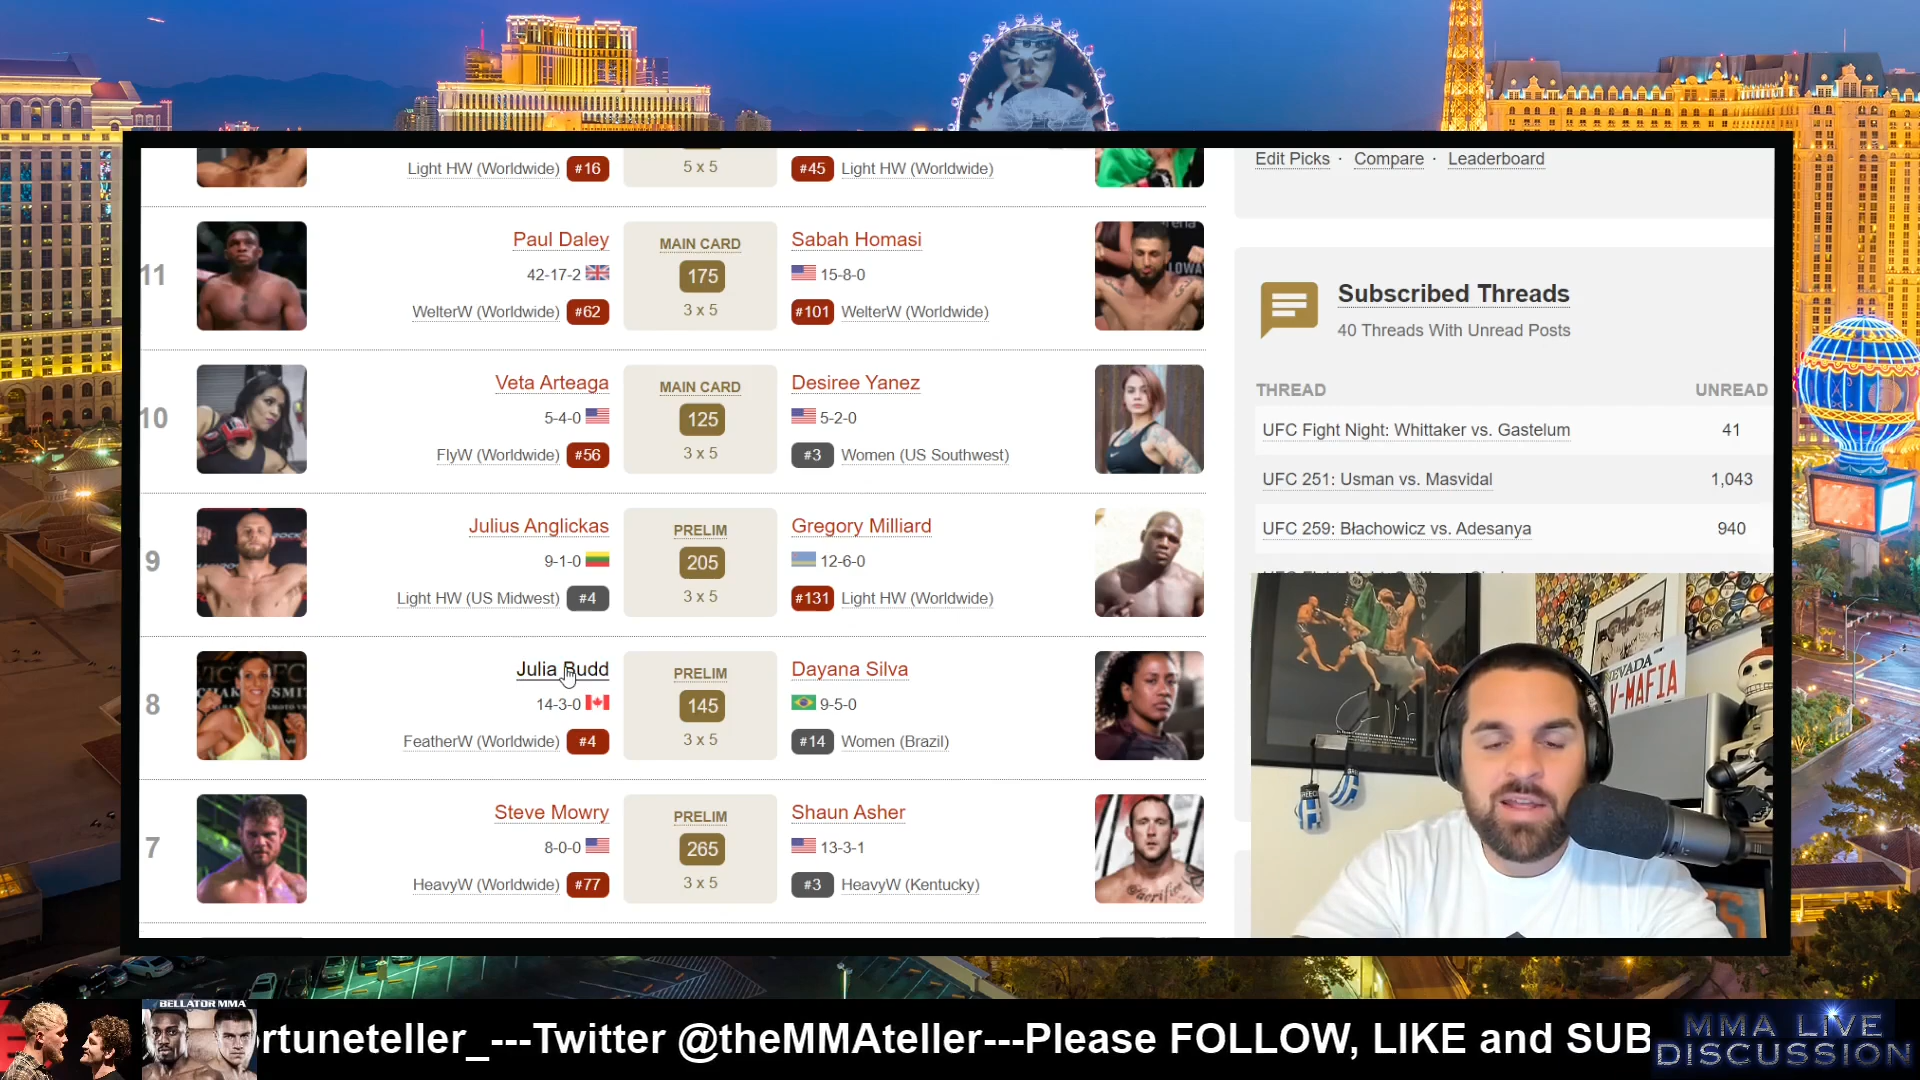 Light HW (Worldwide) #16
5 x 5
#45 Light HW (Worldwide)
Edit Picks · Compare · Leaderboard
11
Paul Daley
42-17-2
WelterW (Worldwide) #62
MAIN CARD
175
3 x 5
Sabah Homasi
15-8-0
#101 WelterW (Worldwide)
10
Veta Arteaga
5-4-0
FlyW (Worldwide) #56
MAIN CARD
125
3 x 5
Desiree Yanez
5-2-0
#3 Women (US Southwest)
9
Julius Anglickas
9-1-0
Light HW (US Midwest) #4
PRELIM
205
3 x 5
Gregory Milliard
12-6-0
#131 Light HW (Worldwide)
8
Julia Budd
14-3-0
FeatherW (Worldwide) #4
PRELIM
145
3 x 5
Dayana Silva
9-5-0
#14 Women (Brazil)
7
Steve Mowry
8-0-0
HeavyW (Worldwide) #77
PRELIM
265
3 x 5
Shaun Asher
13-3-1
#3 HeavyW (Kentucky)
Subscribed Threads
40 Threads With Unread Posts
THREAD UNREAD
UFC Fight Night: Whittaker vs. Gastelum 41
UFC 251: Usman vs. Masvidal 1,043
UFC 259: Błachowicz vs. Adesanya 940
NEVADA
V-MAFIA
BELLATOR MMA
rtuneteller_---Twitter @theMMAteller---Please FOLLOW, LIKE and SUB
MMA LIVE
DISCUSSION